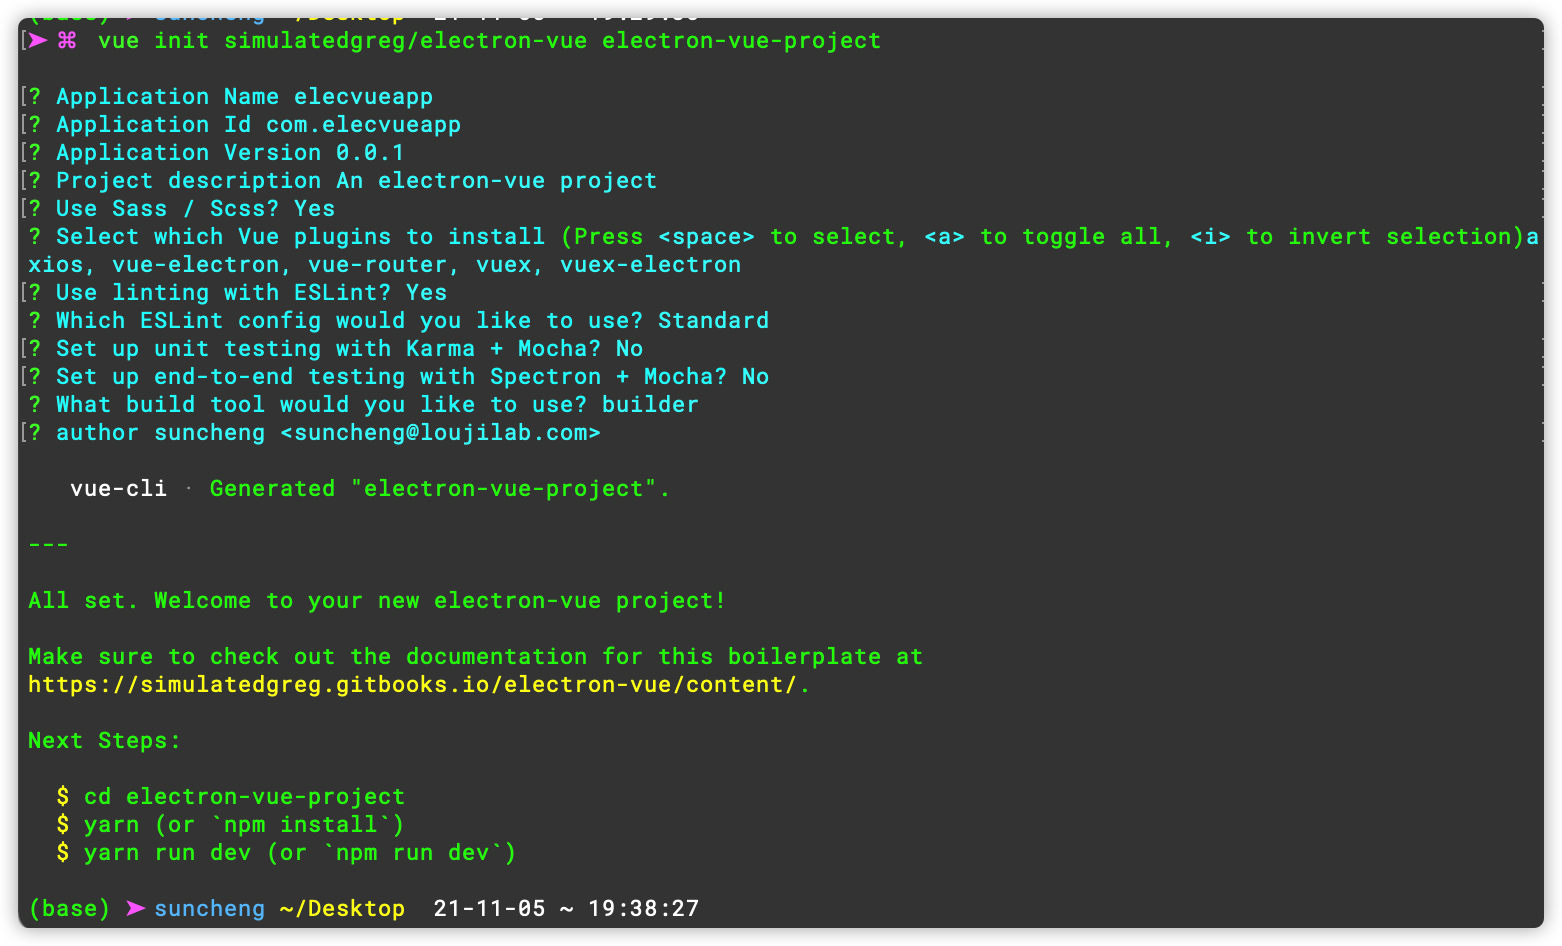 ➤ ⌘ vue init simulatedgreg/electron-vue electron-vue-project
? Application Name elecvueapp
? Application Id com.elecvueapp
? Application Version 0.0.1
? Project description An electron-vue project
? Use Sass / Scss? Yes
? Select which Vue plugins to install (Press <space> to select, <a> to toggle all, <i> to invert selection)a
xios, vue-electron, vue-router, vuex, vuex-electron
? Use linting with ESLint? Yes
? Which ESLint config would you like to use? Standard
? Set up unit testing with Karma + Mocha? No
? Set up end-to-end testing with Spectron + Mocha? No
? What build tool would you like to use? builder
? author suncheng <suncheng@loujilab.com>
vue-cli · Generated "electron-vue-project".
---
All set. Welcome to your new electron-vue project!
Make sure to check out the documentation for this boilerplate at
https://simulatedgreg.gitbooks.io/electron-vue/content/.
Next Steps:
$ cd electron-vue-project
$ yarn (or `npm install`)
$ yarn run dev (or `npm run dev`)
(base) ➤ suncheng ~/Desktop 21-11-05 ~ 19:38:27